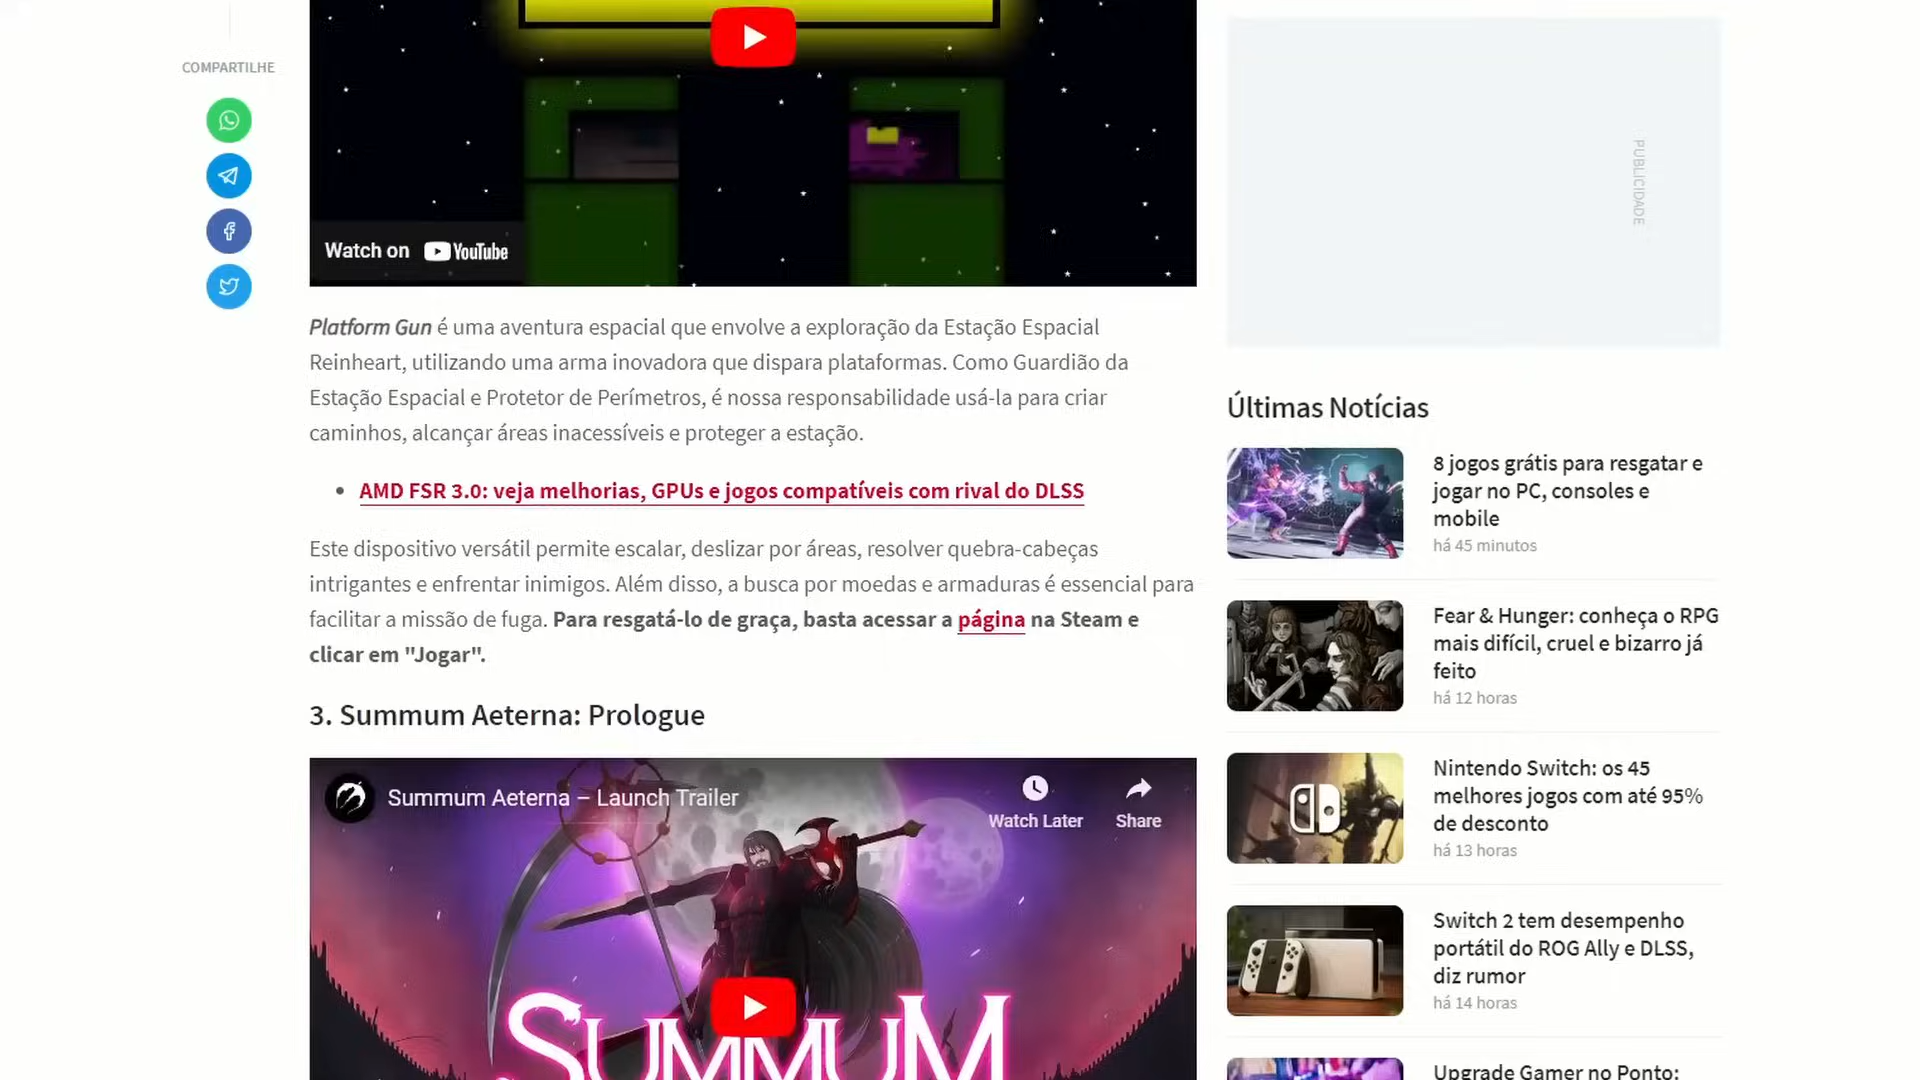 COMPARTILHE
Watch on YouTube
Platform Gun é uma aventura espacial que envolve a exploração da Estação Espacial
Reinheart, utilizando uma arma inovadora que dispara plataformas. Como Guardião da
Estação Espacial e Protetor de Perímetros, é nossa responsabilidade usá-la para criar
caminhos, alcançar áreas inacessíveis e proteger a estação.
AMD FSR 3.0: veja melhorias, GPUs e jogos compatíveis com rival do DLSS
Este dispositivo versátil permite escalar, deslizar por áreas, resolver quebra-cabeças
intrigantes e enfrentar inimigos. Além disso, a busca por moedas e armaduras é essencial para
facilitar a missão de fuga. Para resgatá-lo de graça, basta acessar a página na Steam e
clicar em "Jogar".
3. Summum Aeterna: Prologue
Summum Aeterna – Launch Trailer
Watch Later
Share
SUMMUM
PUBLICIDADE
Últimas Notícias
8 jogos grátis para resgatar e
jogar no PC, consoles e
mobile
há 45 minutos
Fear & Hunger: conheça o RPG
mais difícil, cruel e bizarro já
feito
há 12 horas
Nintendo Switch: os 45
melhores jogos com até 95%
de desconto
há 13 horas
Switch 2 tem desempenho
portátil do ROG Ally e DLSS,
diz rumor
há 14 horas
Upgrade Gamer no Ponto: